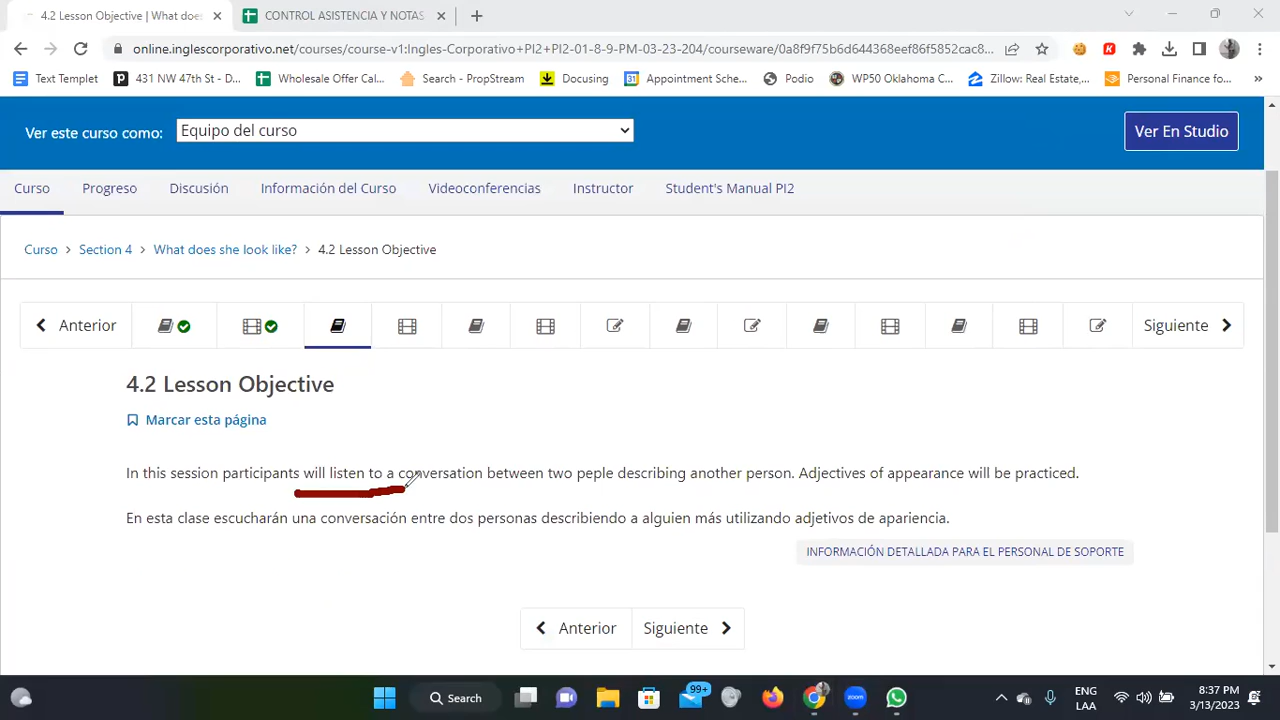 4.2 Lesson Objective | What does
CONTROL ASISTENCIA Y NOTAS
online.inglescorporativo.net/courses/course-v1:Ingles-Corporativo+PI2+PI2-01-8-9-PM-03-23-204/courseware/0a8f9f75b6d644368eef86f5852cac8...
Text Templet
431 NW 47th St - D...
Wholesale Offer Cal...
Search - PropStream
Docusing
Appointment Sche...
Podio
WP50 Oklahoma C...
Zillow: Real Estate,...
Personal Finance fo...
Ver este curso como: Equipo del curso Ver En Studio
Curso Progreso Discusión Información del Curso Videoconferencias Instructor Student's Manual PI2
Curso > Section 4 > What does she look like? > 4.2 Lesson Objective
Anterior Siguiente
4.2 Lesson Objective
Marcar esta página
In this session participants will listen to a conversation between two peple describing another person. Adjectives of appearance will be practiced.
En esta clase escucharán una conversación entre dos personas describiendo a alguien más utilizando adjetivos de apariencia.
INFORMACIÓN DETALLADA PARA EL PERSONAL DE SOPORTE
Anterior Siguiente
Search 99+ ENG 8:37 PM
LAA 3/13/2023